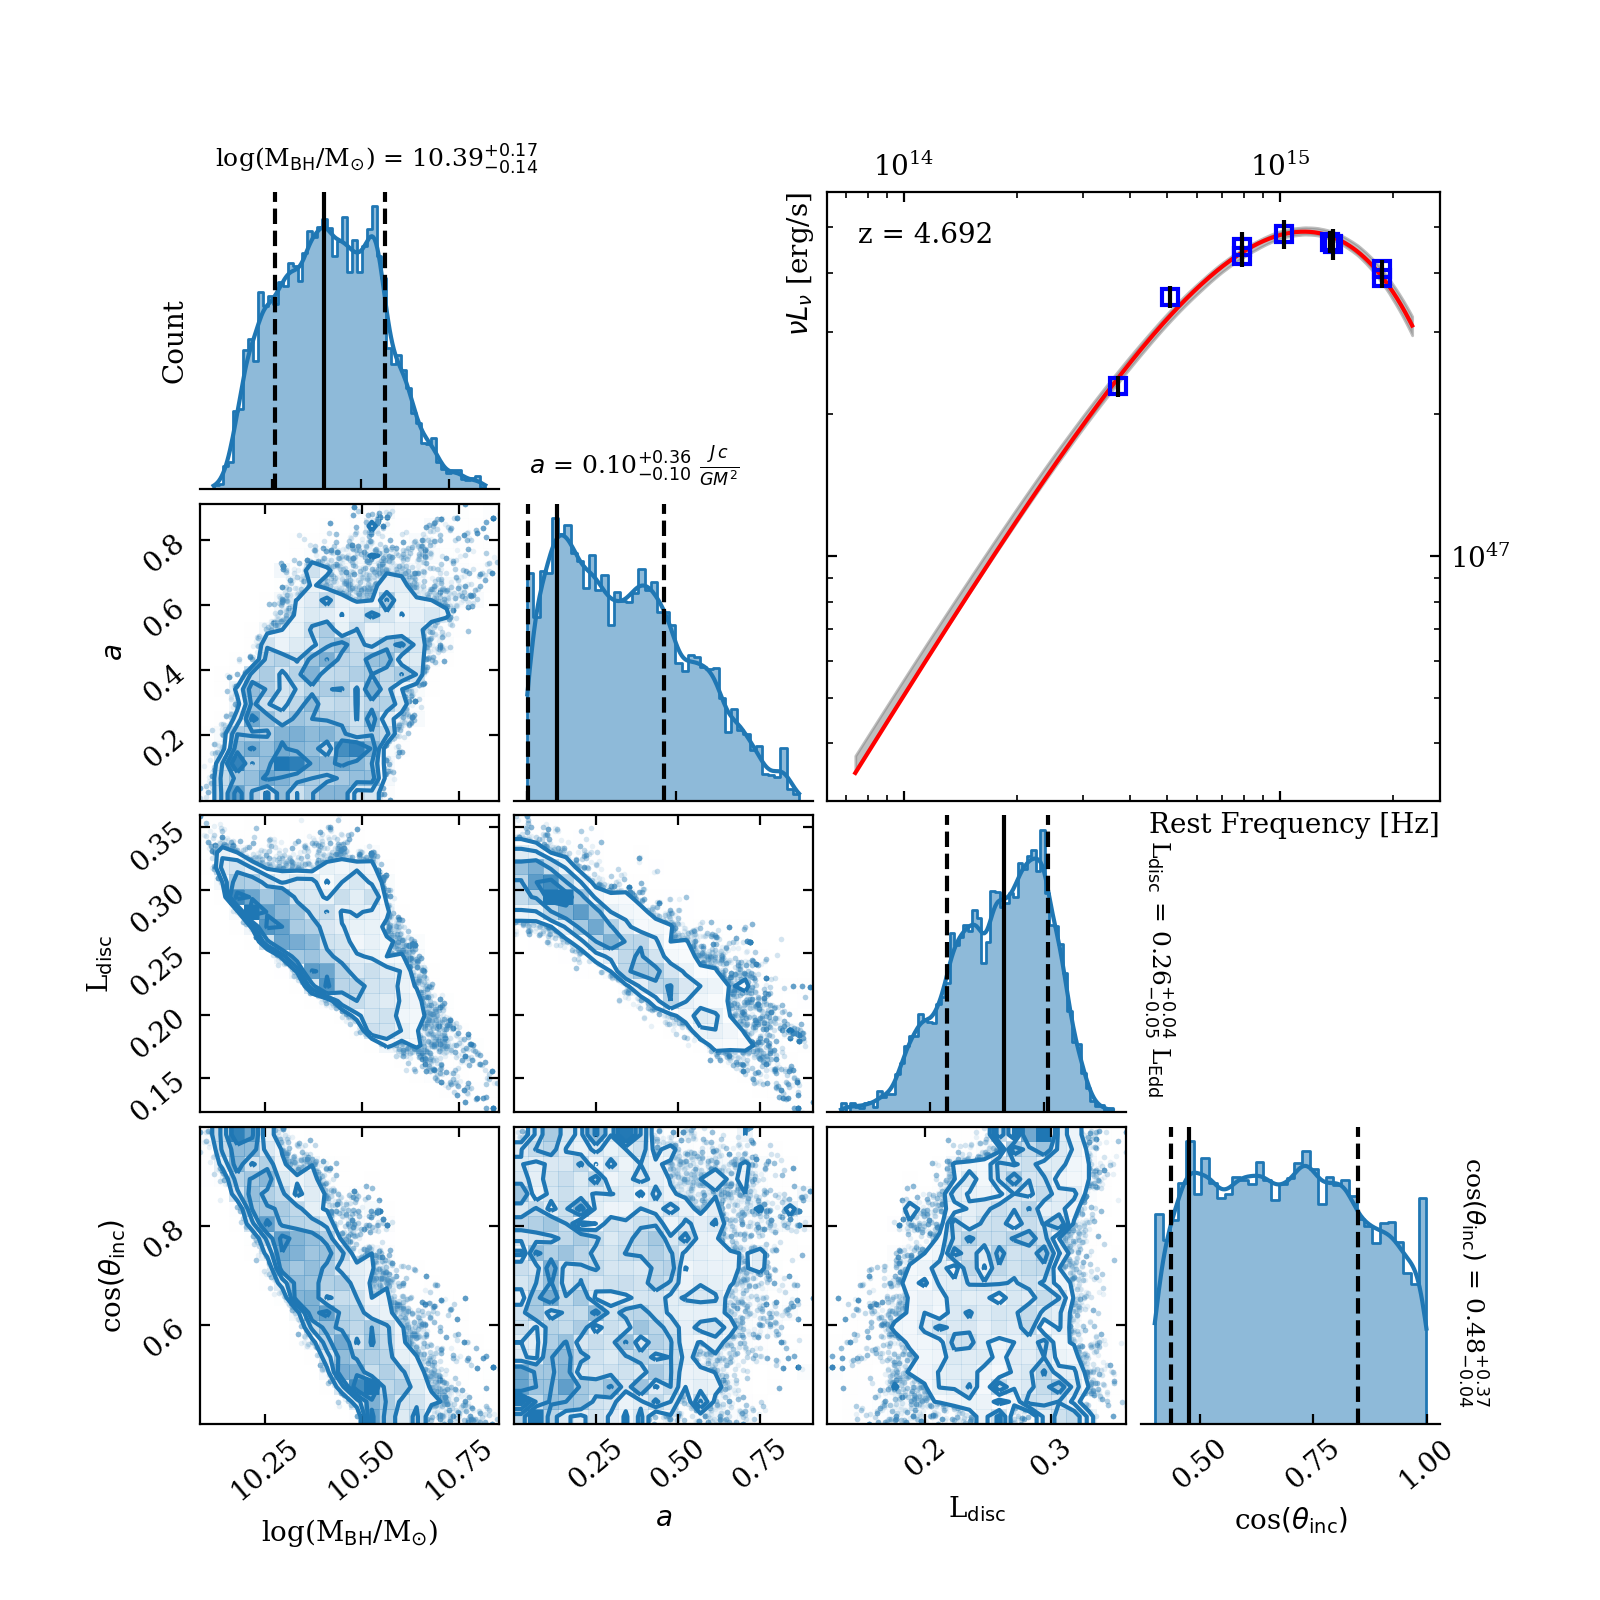 log(M_BH/M_⊙) = 10.39^{+0.17}_{−0.14}
10^14
10^15
νL_ν [erg/s]
z = 4.692
Count
a = 0.10^{+0.36}_{−0.10} Jc/GM^2
10^47
a
0.8
0.6
0.4
0.2
Rest Frequency [Hz]
L_disc
0.35
0.30
0.25
0.20
0.15
L_disc = 0.26^{+0.04}_{−0.05} L_Edd
cos(θ_inc)
0.8
0.6
cos(θ_inc) = 0.48^{+0.37}_{−0.04}
10.25 10.50 10.75
0.25 0.50 0.75
0.2 0.3
0.50 0.75 1.00
log(M_BH/M_⊙)
a
L_disc
cos(θ_inc)